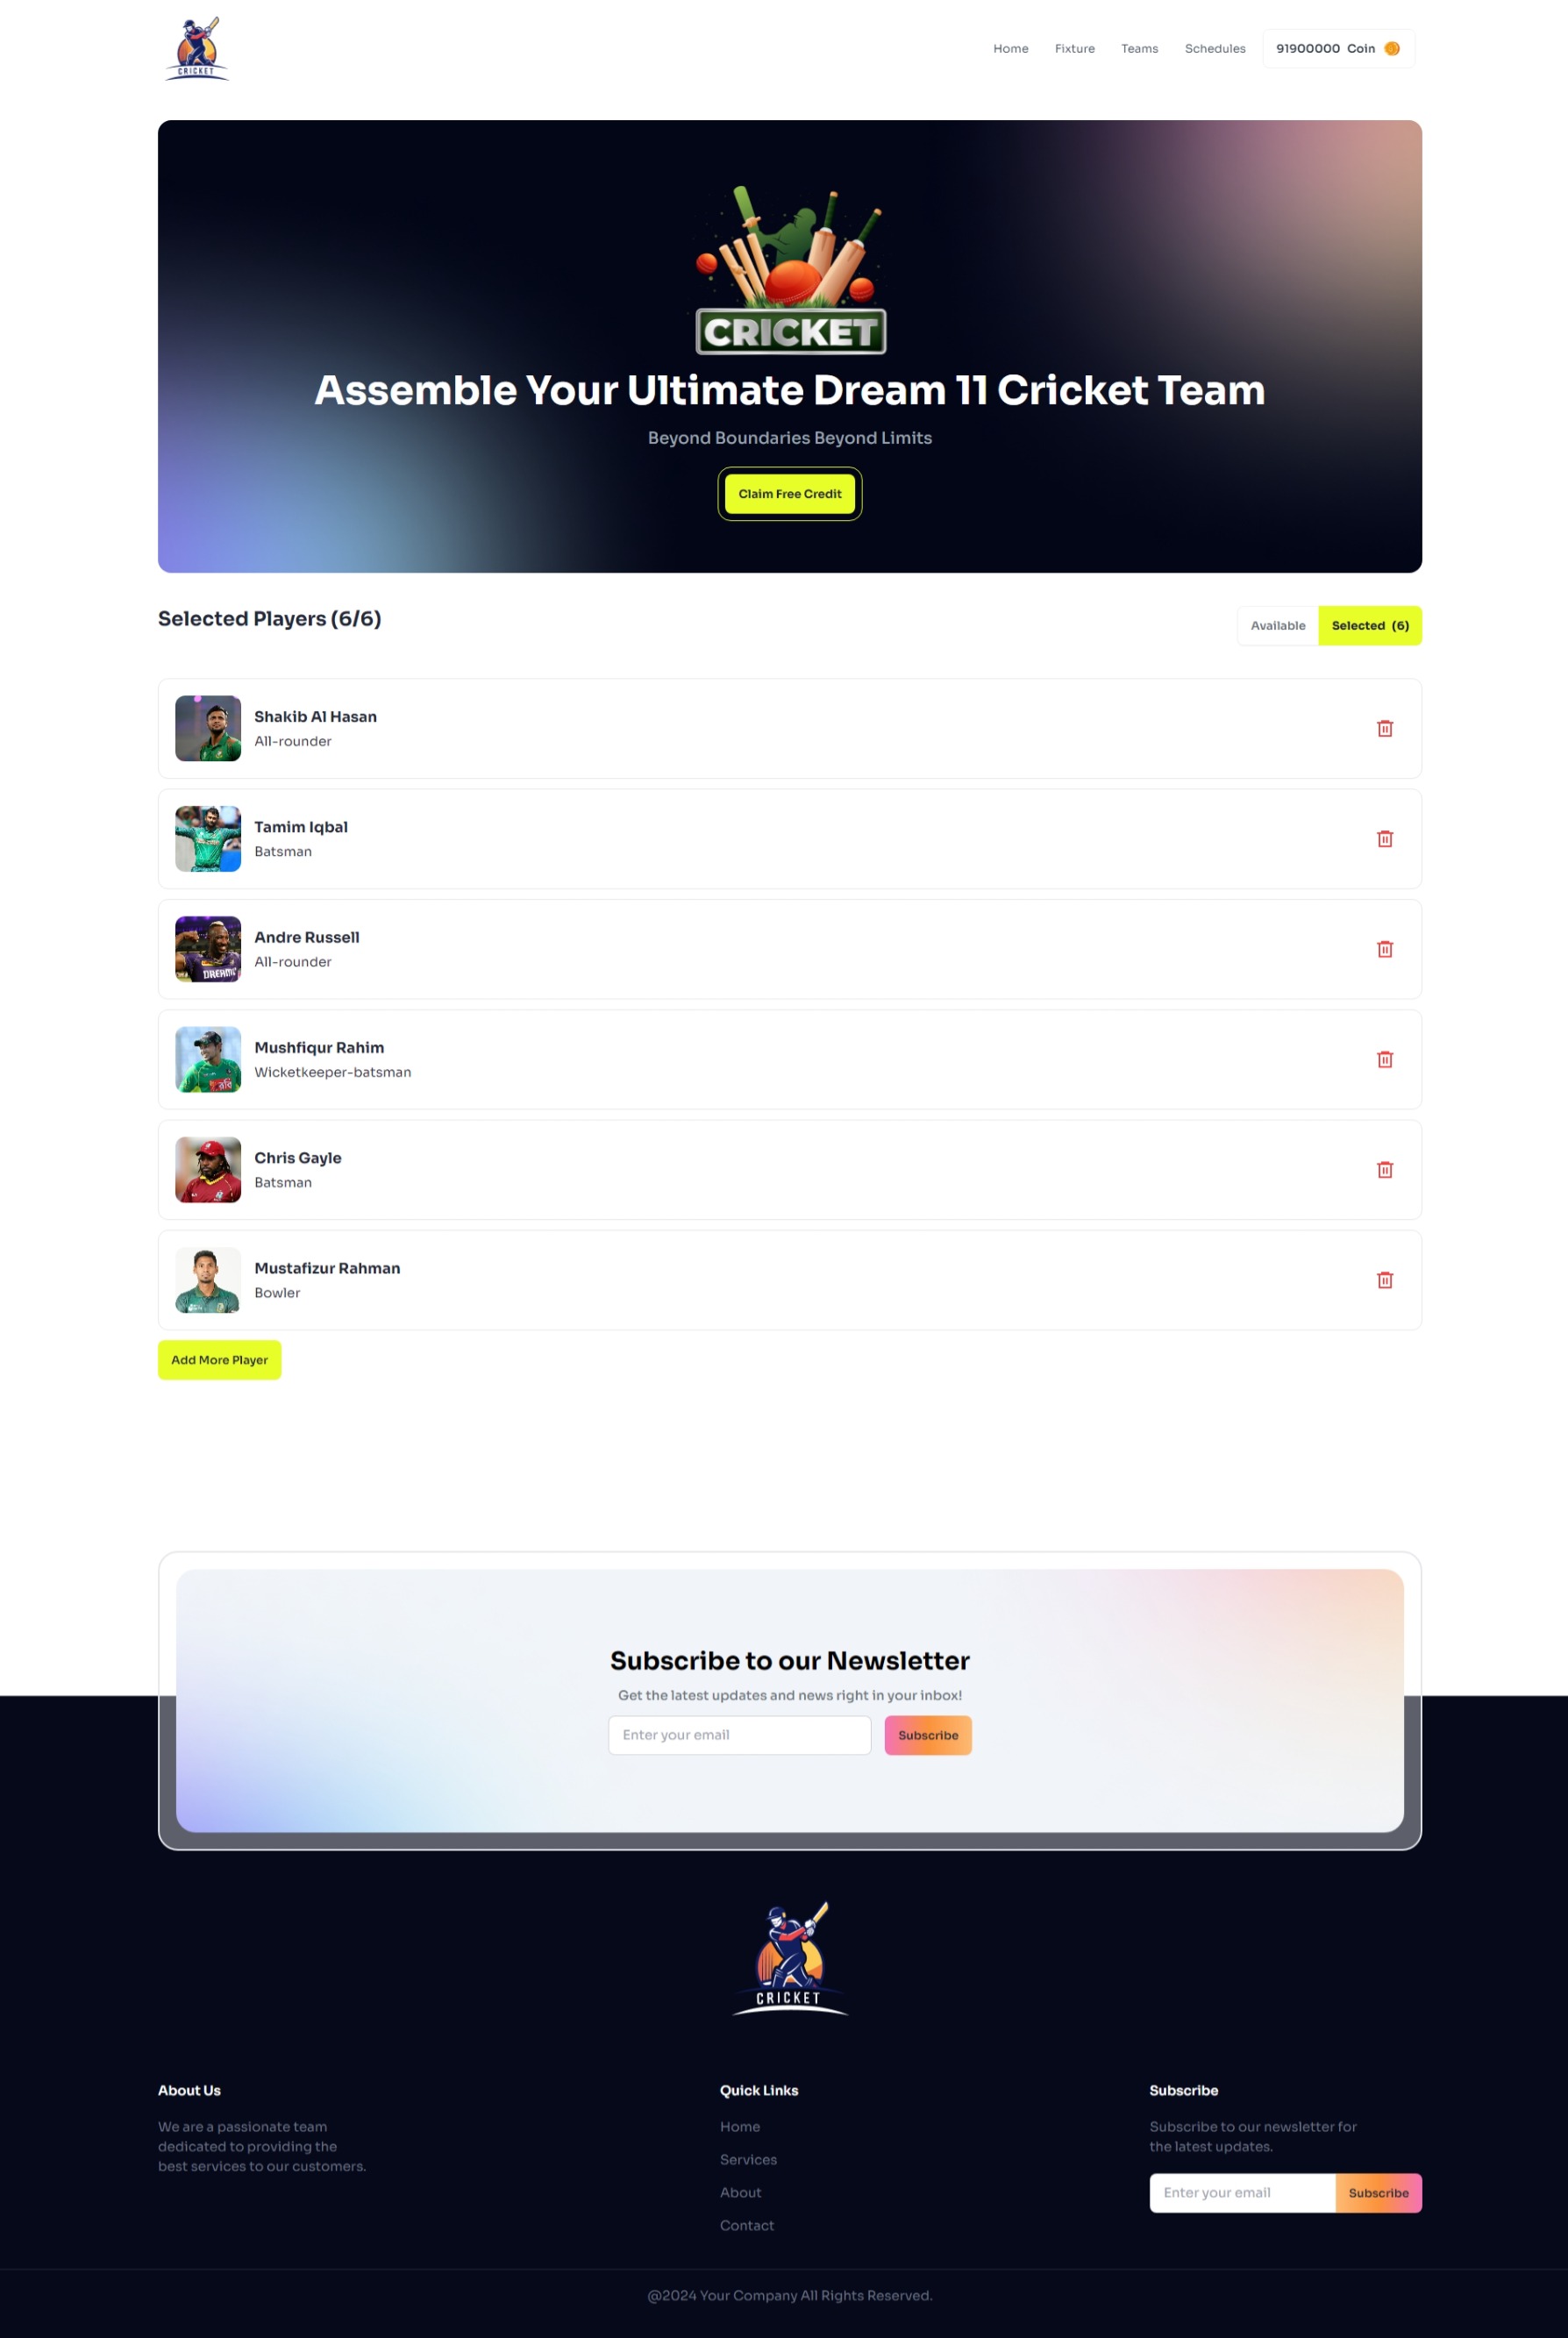 CRICKET
Home
Fixture
Teams
Schedules
91900000 Coin
CRICKET
Assemble Your Ultimate Dream 11 Cricket Team
Beyond Boundaries Beyond Limits
Claim Free Credit
Selected Players (6/6)
Available
Selected (6)
Shakib Al Hasan
All-rounder
Tamim Iqbal
Batsman
DREAM11
Andre Russell
All-rounder
Mushfiqur Rahim
Wicketkeeper-batsman
Chris Gayle
Batsman
Mustafizur Rahman
Bowler
Add More Player
Subscribe to our Newsletter
Get the latest updates and news right in your inbox!
Enter your email
Subscribe
CRICKET
About Us
We are a passionate team
dedicated to providing the
best services to our customers.
Quick Links
Home
Services
About
Contact
Subscribe
Subscribe to our newsletter for
the latest updates.
Enter your email
Subscribe
@2024 Your Company All Rights Reserved.